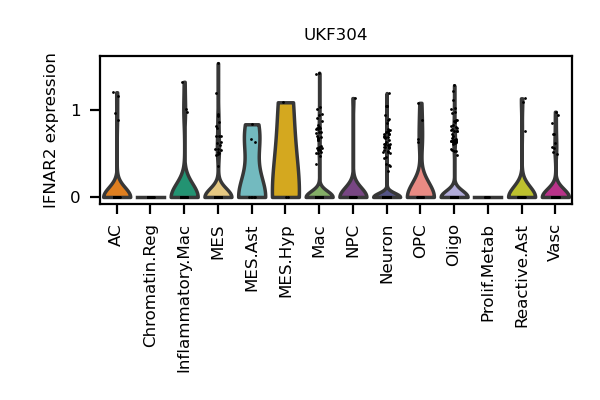 UKF304
IFNAR2 expression
1
0
AC
Chromatin.Reg
Inflammatory.Mac
MES
MES.Ast
MES.Hyp
Mac
NPC
Neuron
OPC
Oligo
Prolif.Metab
Reactive.Ast
Vasc